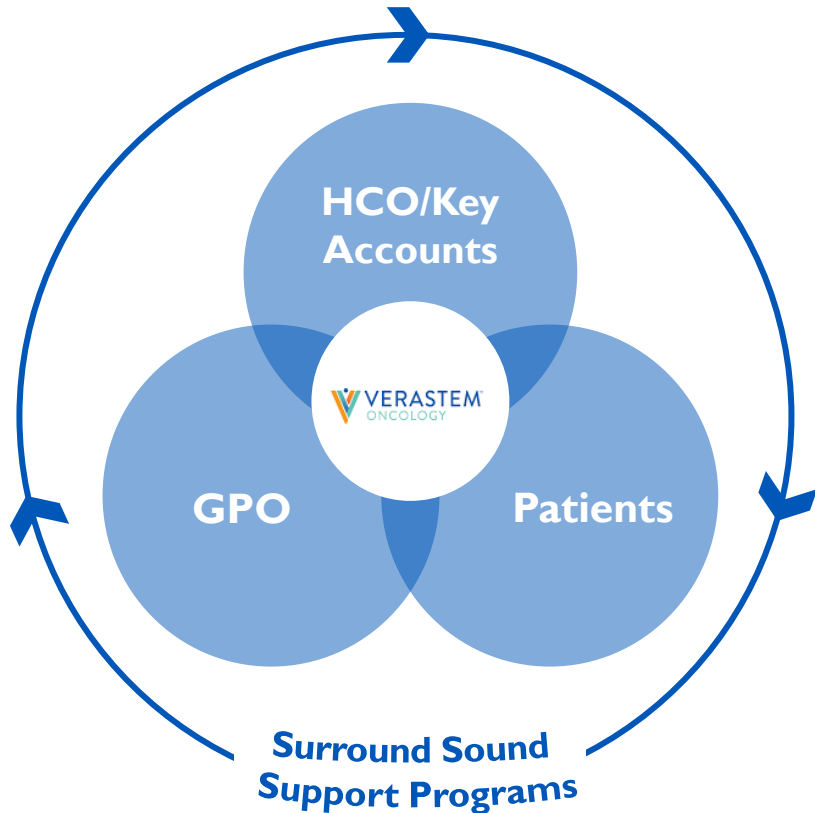 HCO/Key
Accounts
VERASTEM
ONCOLOGY
GPO
Patients
Surround Sound
Support Programs